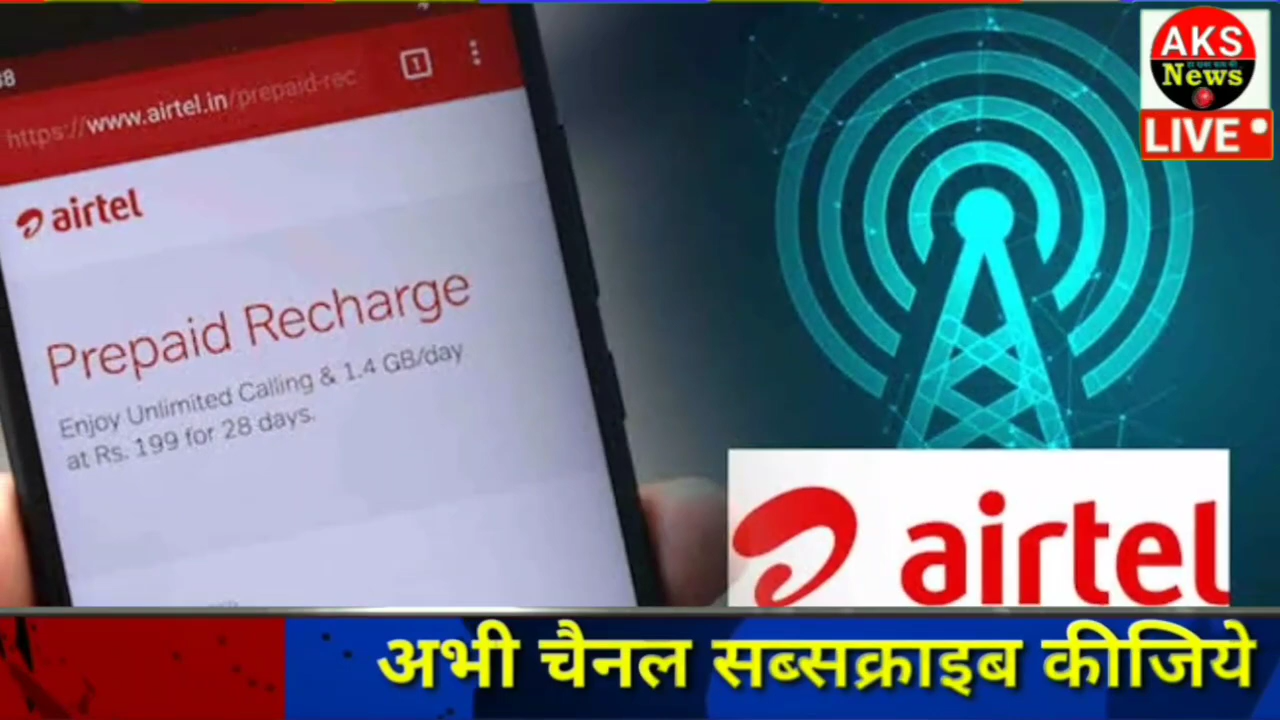 https://www.airtel.in/prepaid-rec
1
airtel
Prepaid Recharge
Enjoy Unlimited Calling & 1.4 GB/day
at Rs. 199 for 28 days.
AKS
News
LIVE
airtel
अभी चैनल सब्सक्राइब कीजिये